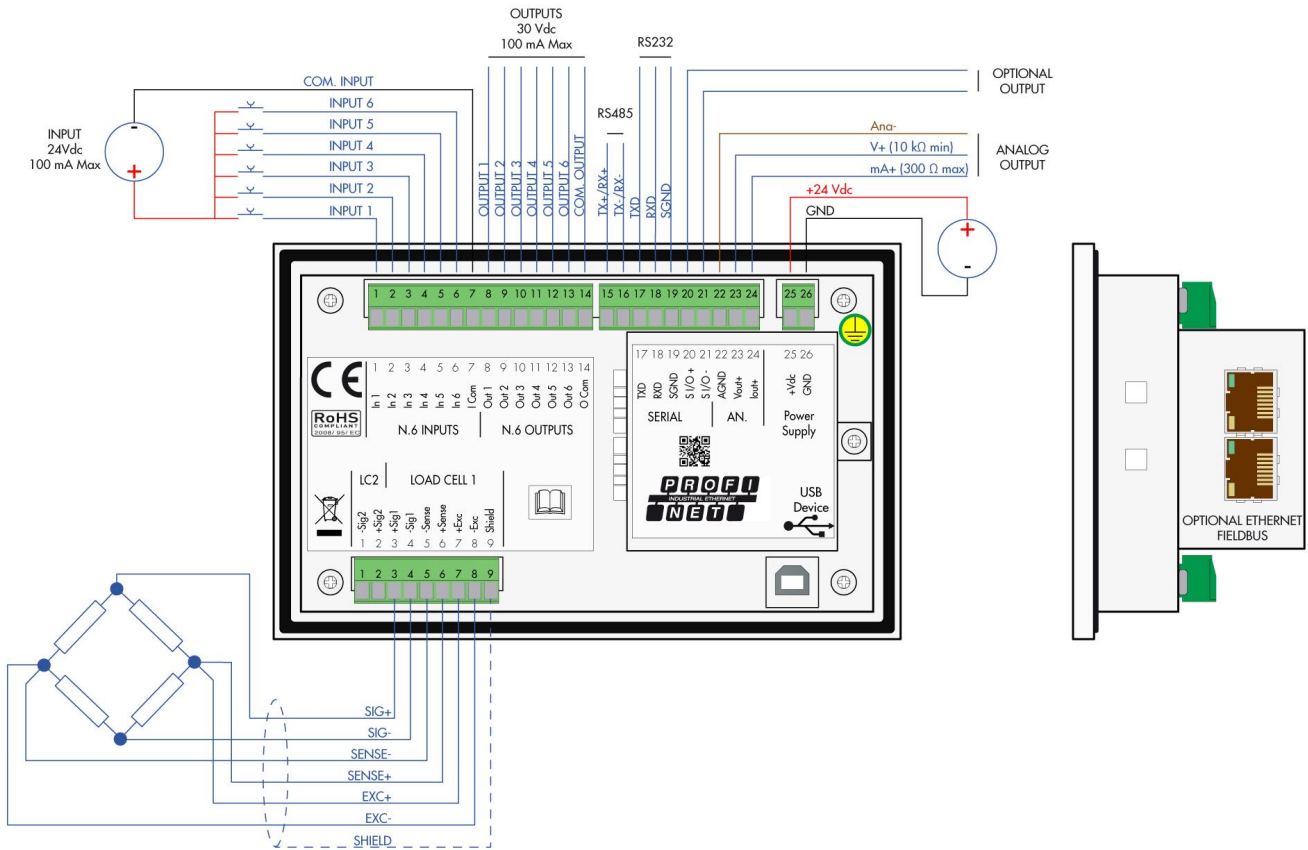 OUTPUTS
30 Vdc
100 mA Max
RS232
OPTIONAL
OUTPUT
COM. INPUT
INPUT 6
INPUT 5
INPUT 4
INPUT 3
INPUT 2
INPUT 1
INPUT
24Vdc
100 mA Max
-
+
RS485
OUTPUT 1
OUTPUT 2
OUTPUT 3
OUTPUT 4
OUTPUT 5
OUTPUT 6
COM. OUTPUT
TX+/RX+
TX-/RX-
TXD
RXD
SGND
Ana-
V+ (10 kΩ min)
mA+ (300 Ω max)
ANALOG
OUTPUT
+24 Vdc
GND
+
-
1 2 3 4 5 6 7 8 9 10 11 12 13 14
15 16 17 18 19 20 21 22 23 24
25 26
CE
RoHS
COMPLIANT
2008/95/EC
1 2 3 4 5 6 7 8 9 10 11 12 13 14
In 1
In 2
In 3
In 4
In 5
In 6
I Com
Out 1
Out 2
Out 3
Out 4
Out 5
Out 6
O Com
N.6 INPUTS
N.6 OUTPUTS
17 18 19 20 21 22 23 24
25 26
TXD
RXD
SGND
S I/O +
S I/O -
AGND
Vout+
Iout+
+Vdc
GND
SERIAL
AN.
Power
Supply
PROFI
INDUSTRIAL ETHERNET
NET
USB
Device
LC2
LOAD CELL 1
-Sig2
+Sig2
+Sig1
-Sig1
-Sense
+Sense
+Exc
-Exc
Shield
1 2 3 4 5 6 7 8 9
1 2 3 4 5 6 7 8 9
OPTIONAL ETHERNET
FIELDBUS
SIG+
SIG-
SENSE-
SENSE+
EXC+
EXC-
SHIELD